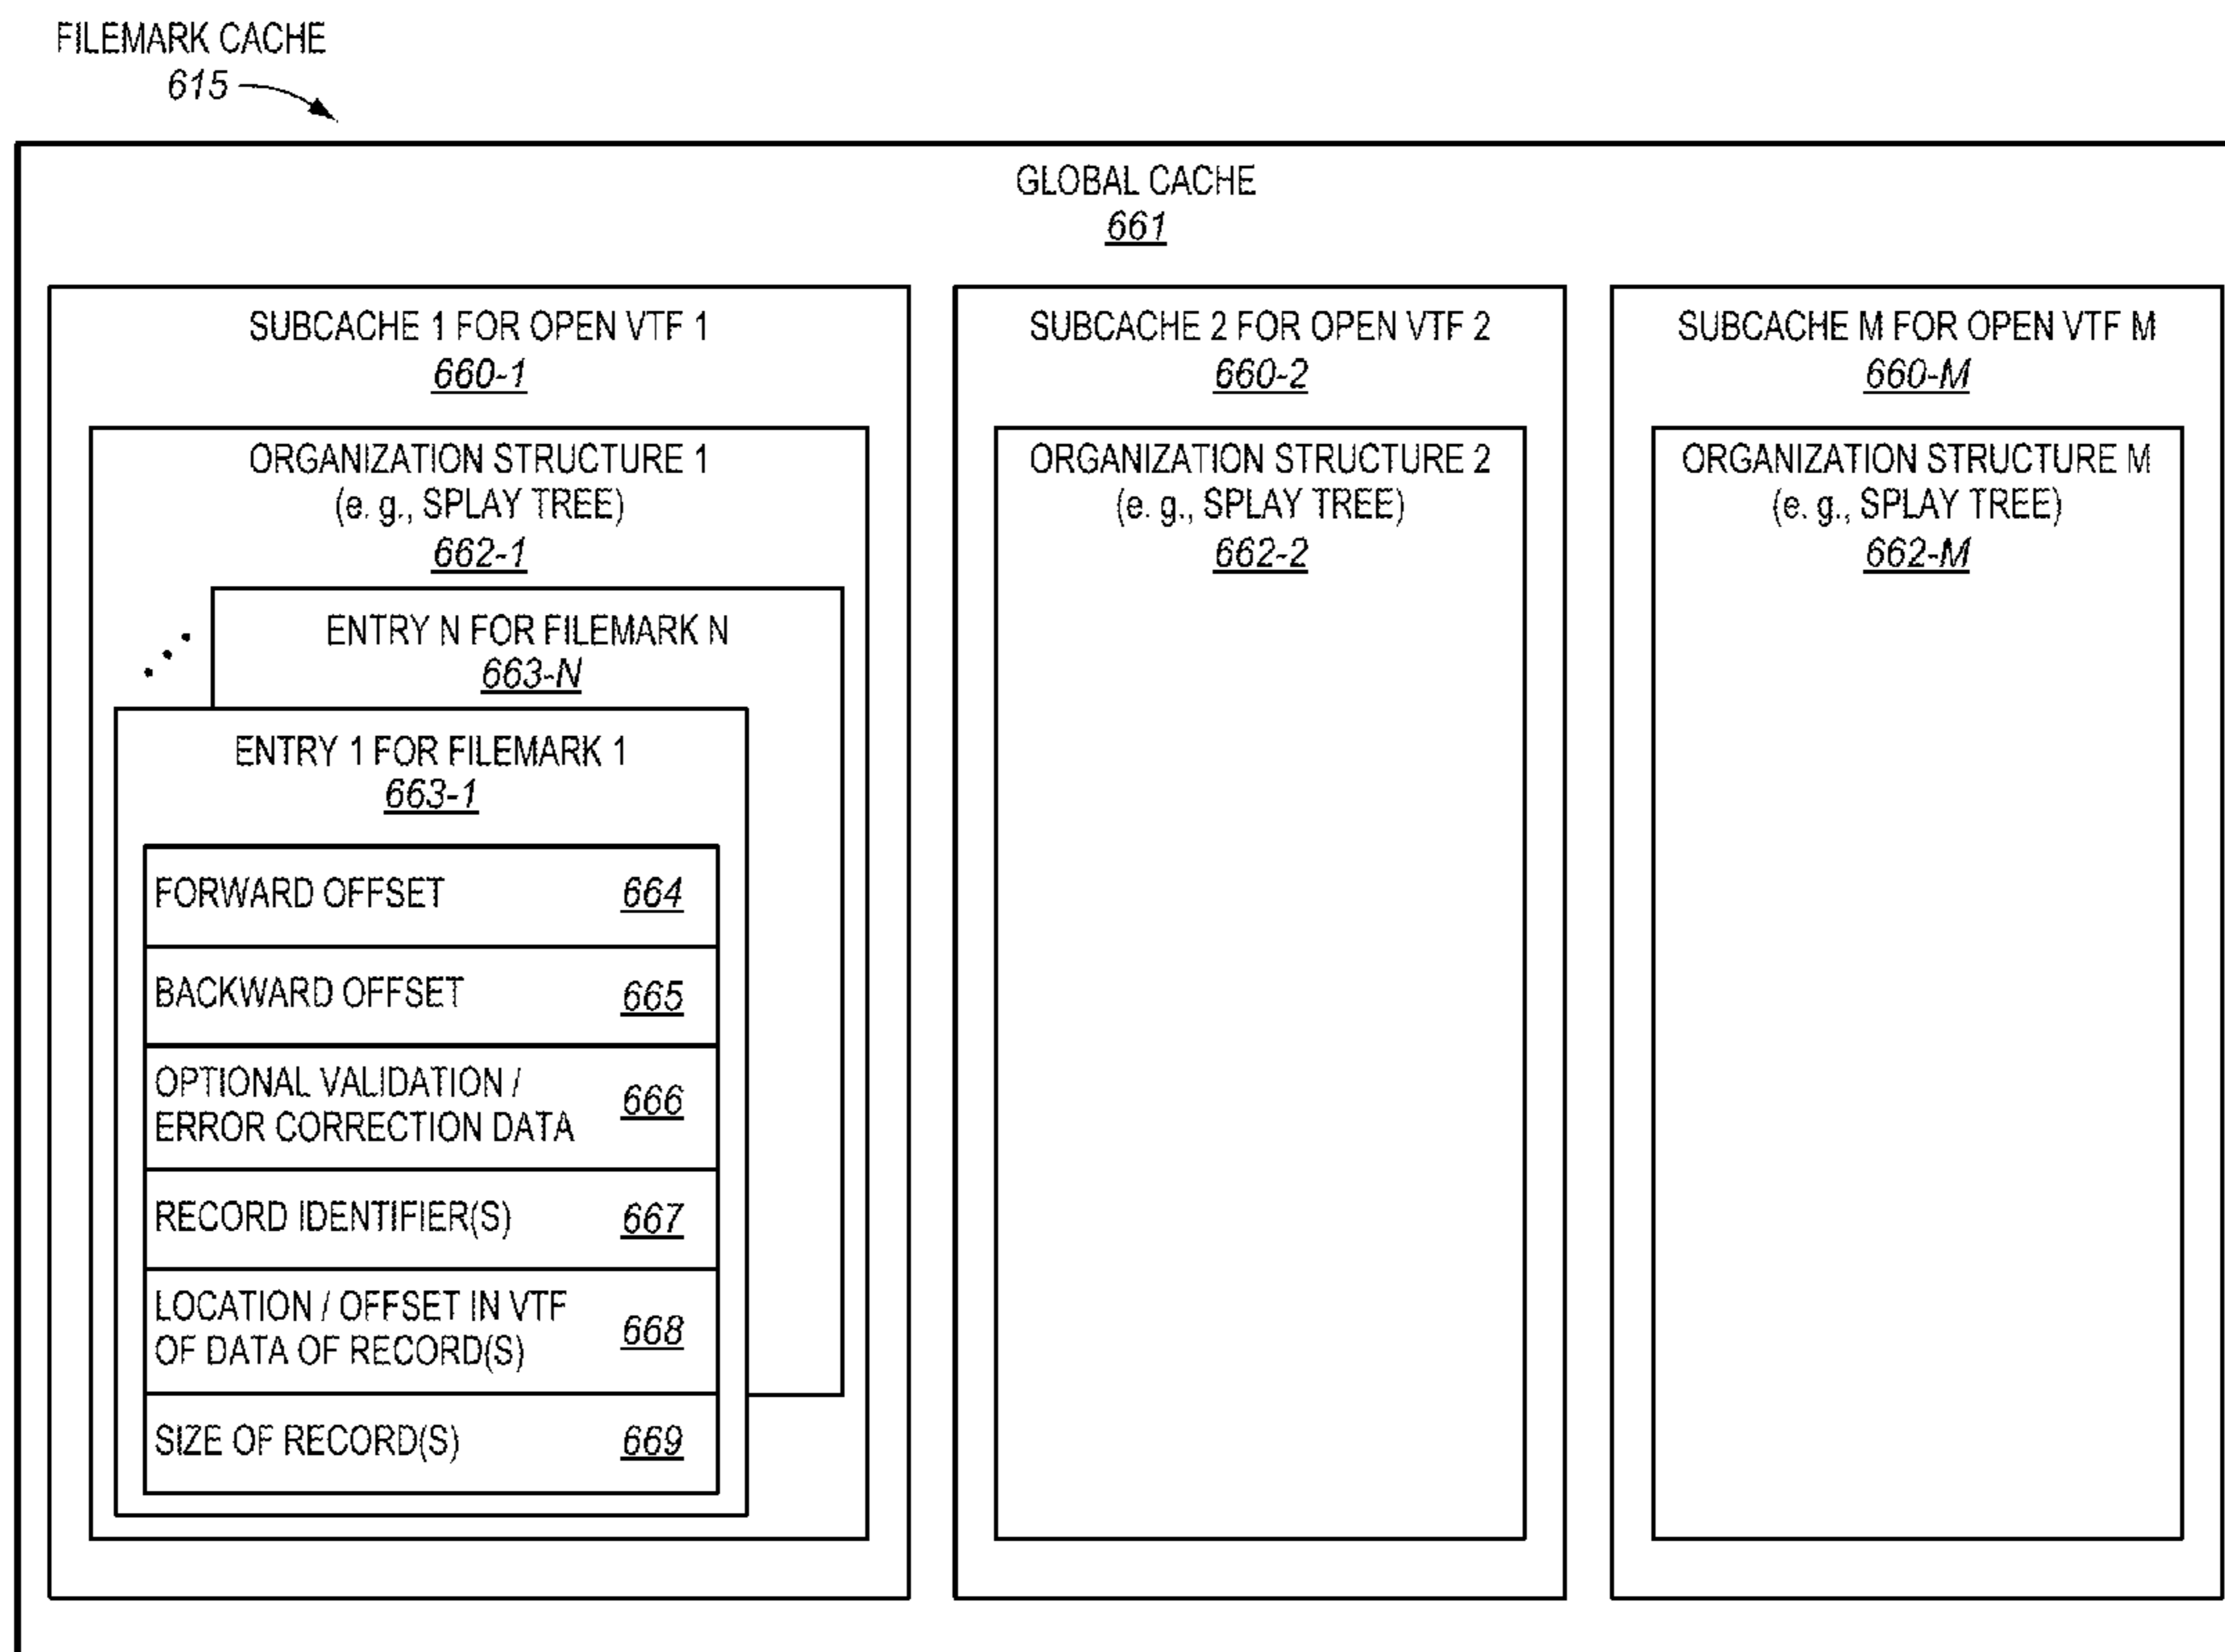 FILEMARK CACHE
615
GLOBAL CACHE
661
SUBCACHE 1 FOR OPEN VTF 1
660-1
ORGANIZATION STRUCTURE 1
(e. g., SPLAY TREE)
662-1
ENTRY N FOR FILEMARK N
663-N
ENTRY 1 FOR FILEMARK 1
663-1
FORWARD OFFSET 664
BACKWARD OFFSET 665
OPTIONAL VALIDATION /
ERROR CORRECTION DATA 666
RECORD IDENTIFIER(S) 667
LOCATION / OFFSET IN VTF
OF DATA OF RECORD(S) 668
SIZE OF RECORD(S) 669
SUBCACHE 2 FOR OPEN VTF 2
660-2
ORGANIZATION STRUCTURE 2
(e. g., SPLAY TREE)
662-2
SUBCACHE M FOR OPEN VTF M
660-M
ORGANIZATION STRUCTURE M
(e. g., SPLAY TREE)
662-M